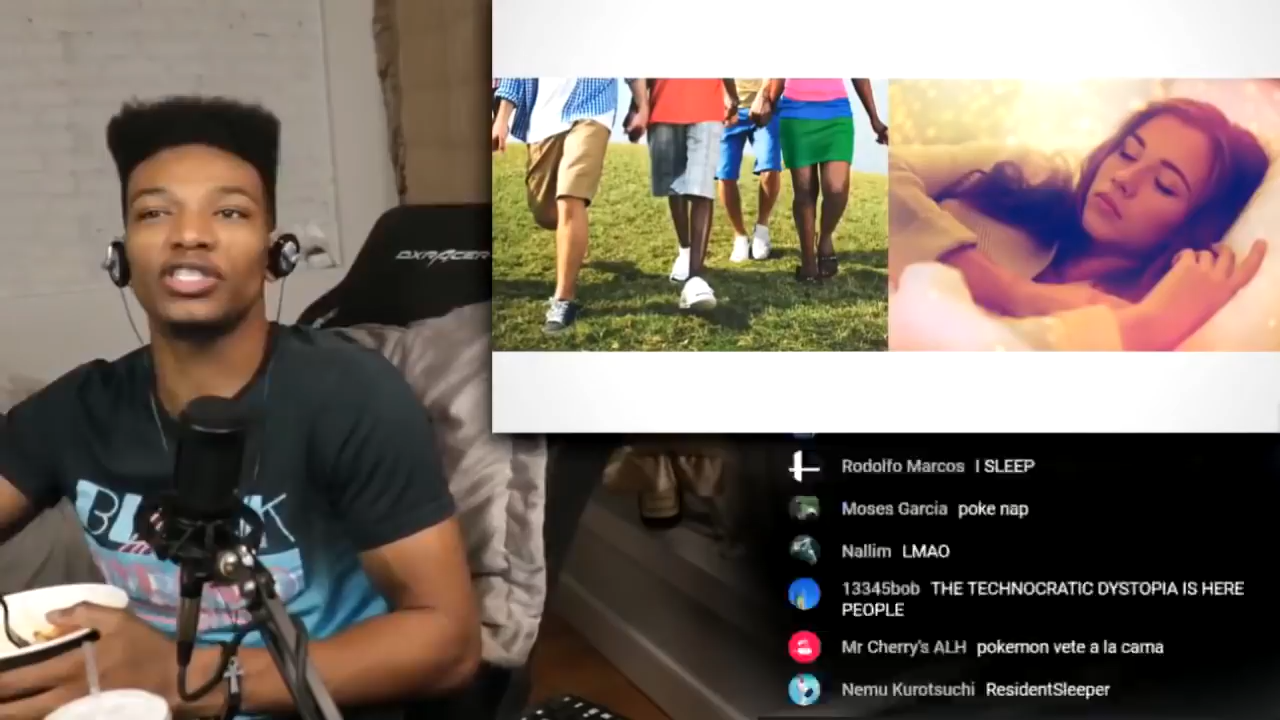 DXRACER
BLINK
Rodolfo Marcos I SLEEP
Moses Garcia poke nap
Nallim LMAO
13345bob THE TECHNOCRATIC DYSTOPIA IS HERE
PEOPLE
Mr Cherry's ALH pokemon vete a la cama
Nemu Kurotsuchi ResidentSleeper